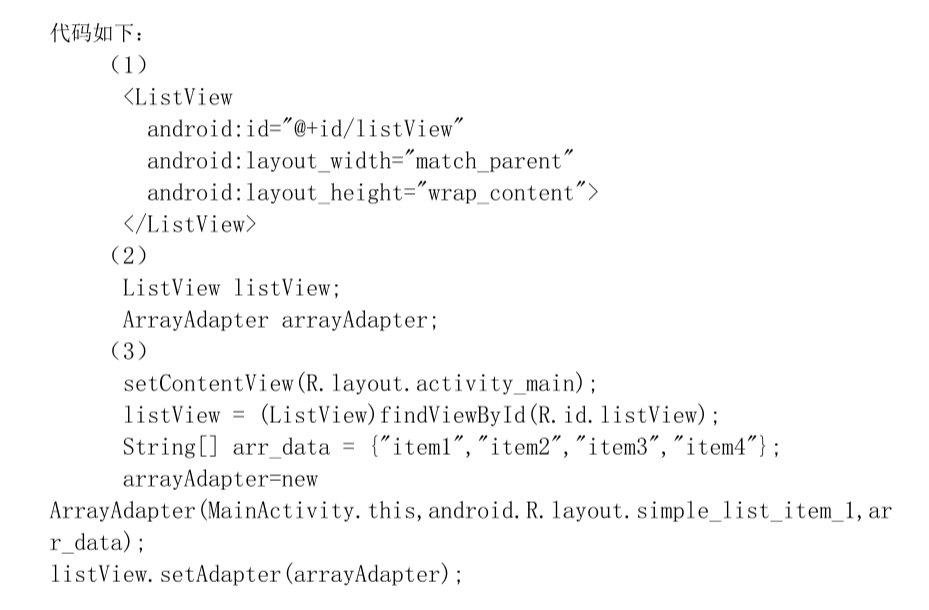 代码如下：
（1）
<ListView
android:id="@+id/listView"
android:layout_width="match_parent"
android:layout_height="wrap_content">
</ListView>
（2）
ListView listView;
ArrayAdapter arrayAdapter;
（3）
setContentView(R.layout.activity_main);
listView = (ListView)findViewById(R.id.listView);
String[] arr_data = {"item1","item2","item3","item4"};
arrayAdapter=new
ArrayAdapter(MainActivity.this,android.R.layout.simple_list_item_1,ar
r_data);
listView.setAdapter(arrayAdapter);